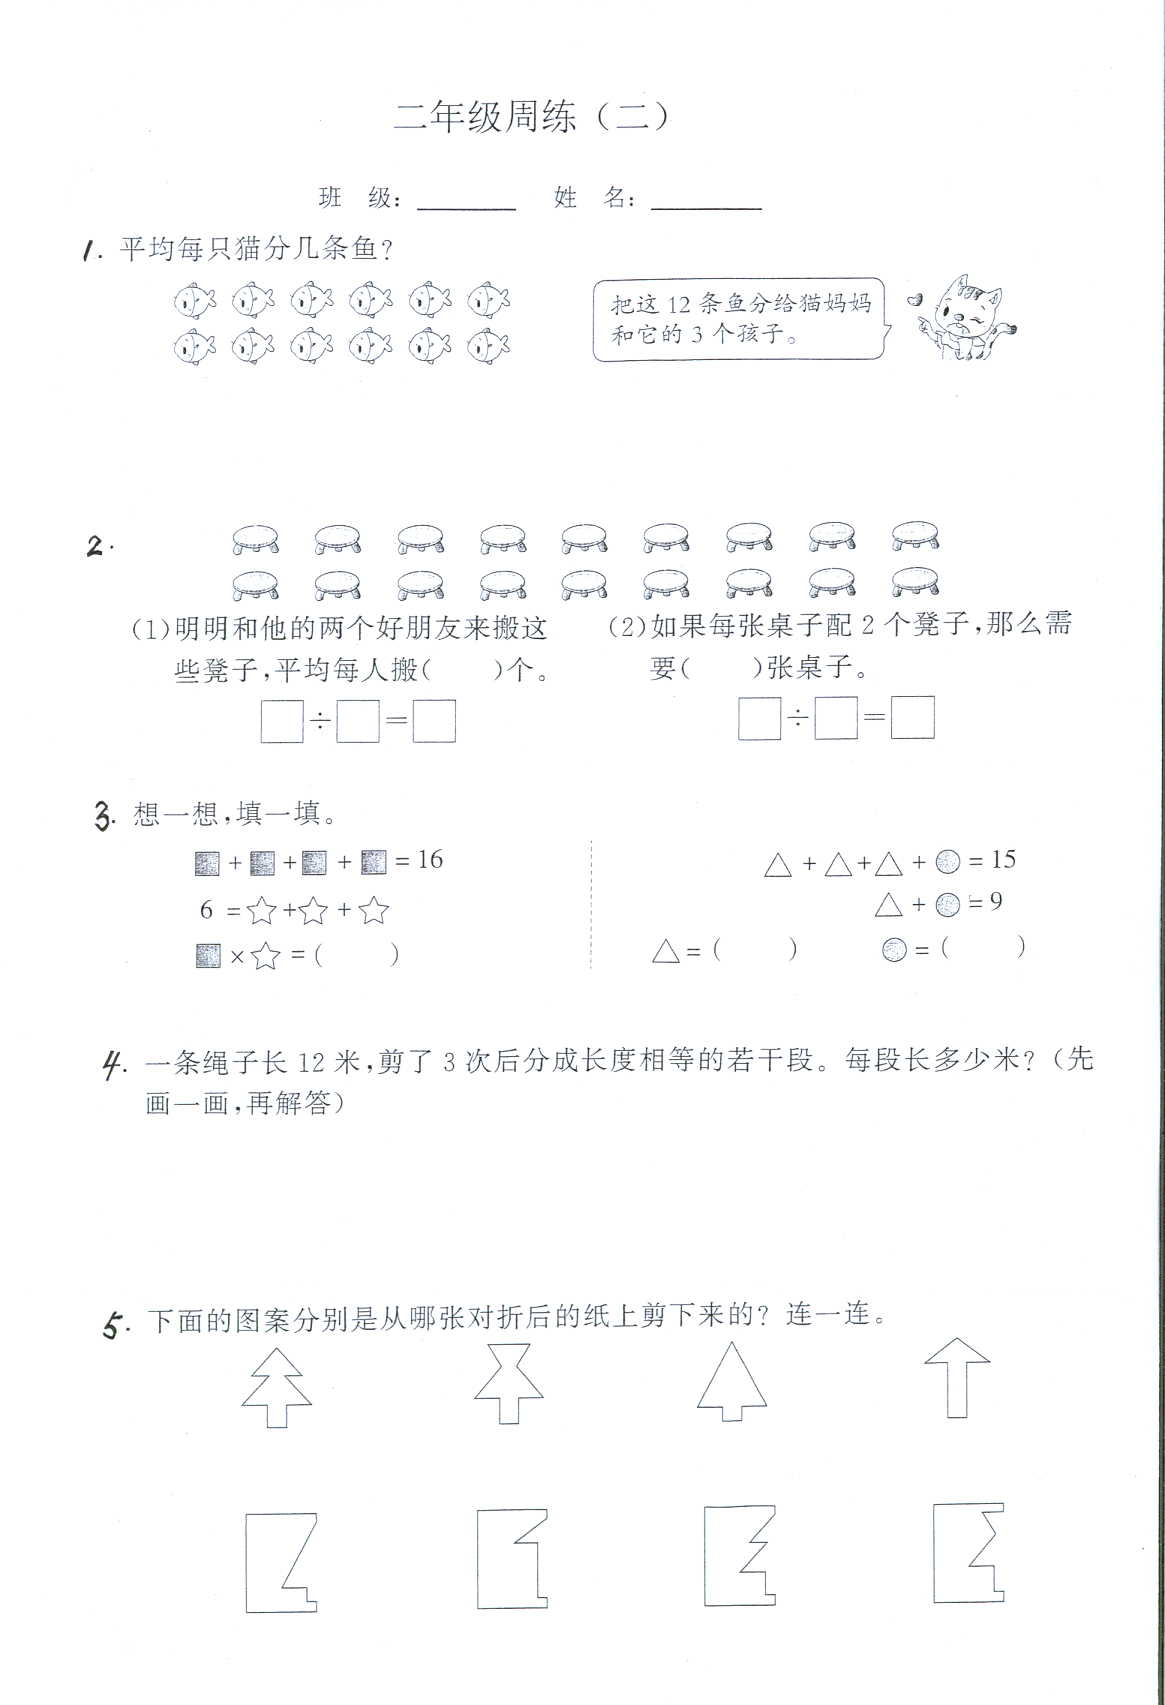 二年级周练（二）
班 级：________ 姓 名：________
1. 平均每只猫分几条鱼？
把这 12 条鱼分给猫妈妈
和它的 3 个孩子。
2.
(1)明明和他的两个好朋友来搬这
些凳子，平均每人搬( )个。
□÷□=□
(2)如果每张桌子配 2 个凳子，那么需
要( )张桌子。
□÷□=□
3. 想一想，填一填。
■+■+■+■=16
6 =☆+☆+☆
■×☆=( )
△+△+△+●=15
△+●=9
△=( ) ●=( )
4. 一条绳子长 12 米，剪了 3 次后分成长度相等的若干段。每段长多少米？（先
画一画，再解答）
5. 下面的图案分别是从哪张对折后的纸上剪下来的？连一连。